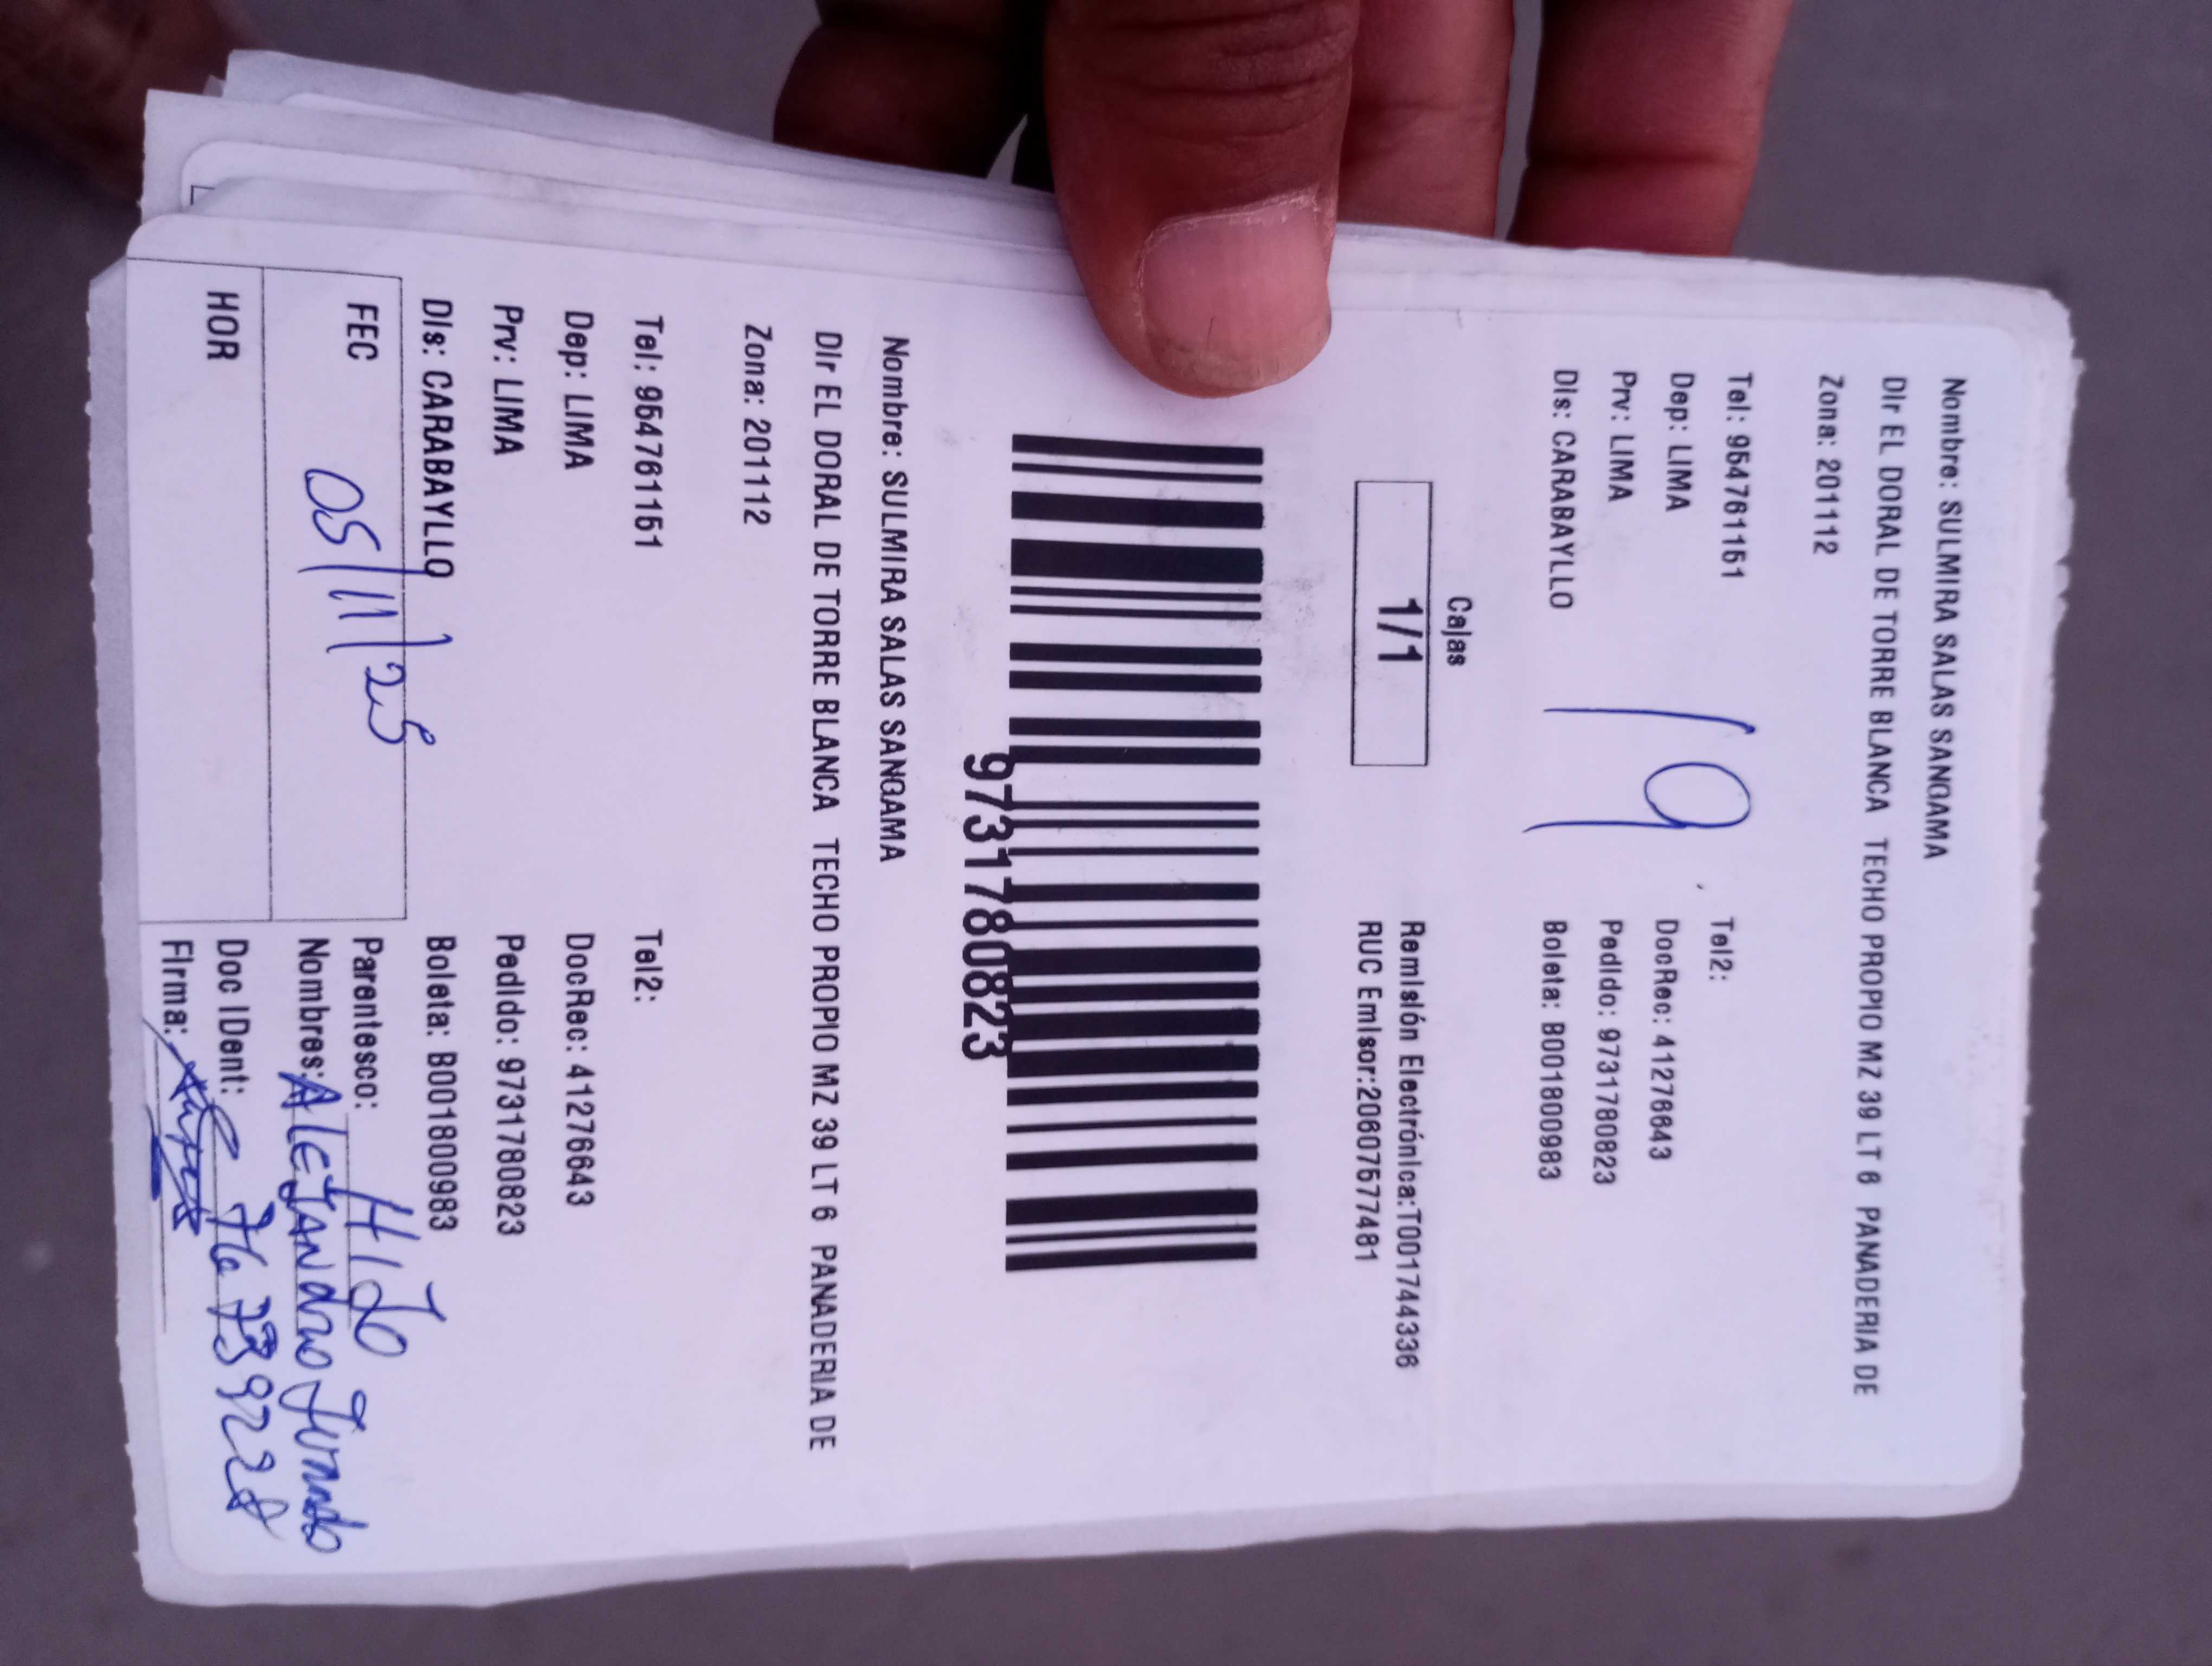 Nombre: SULMIRA SALAS SANGAMA
Dir EL DORAL DE TORRE BLANCA TECHO PROPIO MZ 39 LT 6 PANADERIA DE
Zona: 201112
Tel: 954761151 Tel2:
Dep: LIMA DocRec: 41276643
Prv: LIMA Pedido: 9731780823
Dis: CARABAYLLO Boleta: B001800983
19
Cajas
1/1
Remisión Electrónica:T001744336
RUC Emisor:20607577481
9731780823
Nombre: SULMIRA SALAS SANGAMA
Dir EL DORAL DE TORRE BLANCA TECHO PROPIO MZ 39 LT 6 PANADERIA DE
Zona: 201112
Tel: 954761151 Tel2:
Dep: LIMA DocRec: 41276643
Prv: LIMA Pedido: 9731780823
Dis: CARABAYLLO Boleta: B001800983
FEC 05/11/25 Parentesco: HIJO
Nombres: ALEJANdro
HOR Doc IDent:
Firma: